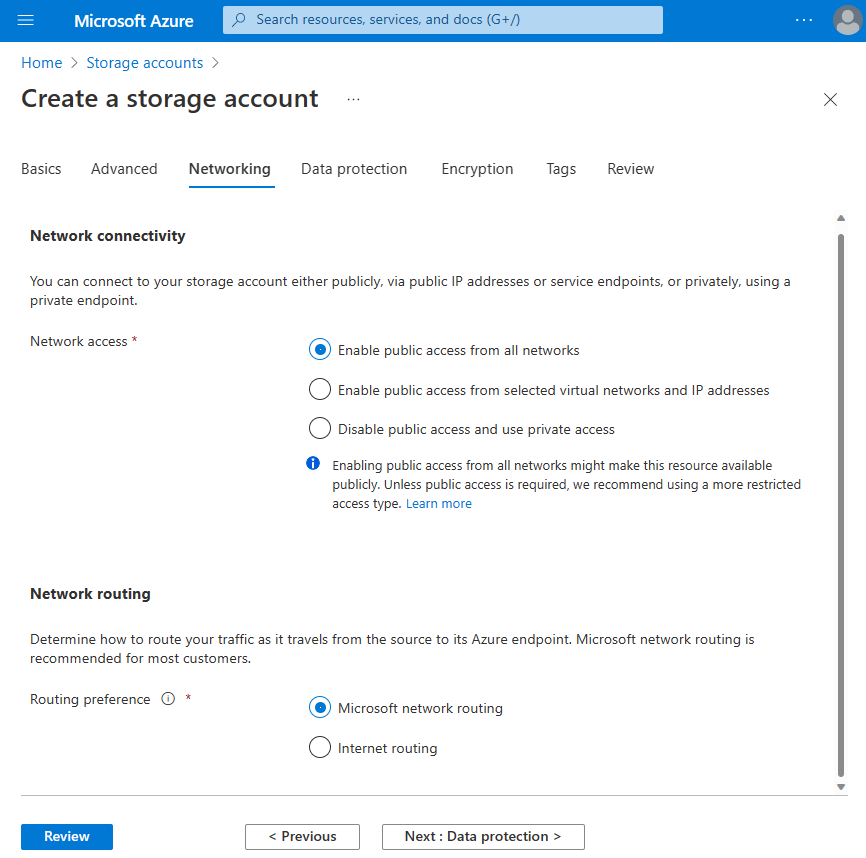 Microsoft Azure
Search resources, services, and docs (G+/)
...
Home > Storage accounts >
Create a storage account ...
Basics Advanced Networking Data protection Encryption Tags Review
Network connectivity
You can connect to your storage account either publicly, via public IP addresses or service endpoints, or privately, using a
private endpoint.
Network access *
Enable public access from all networks
Enable public access from selected virtual networks and IP addresses
Disable public access and use private access
Enabling public access from all networks might make this resource available
publicly. Unless public access is required, we recommend using a more restricted
access type. Learn more
Network routing
Determine how to route your traffic as it travels from the source to its Azure endpoint. Microsoft network routing is
recommended for most customers.
Routing preference *
Microsoft network routing
Internet routing
Review
< Previous
Next : Data protection >